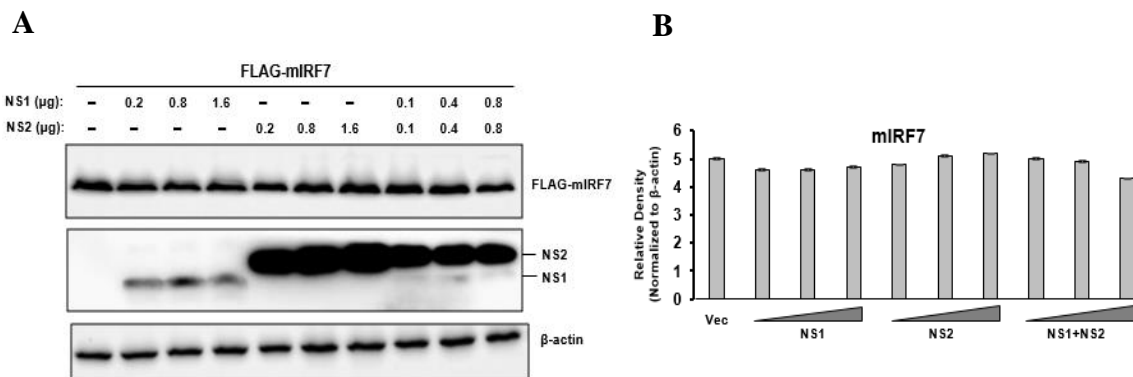 A
FLAG-mIRF7
NS1 (µg): – 0.2 0.8 1.6 – – – 0.1 0.4 0.8
NS2 (µg): – – – – 0.2 0.8 1.6 0.1 0.4 0.8
FLAG-mIRF7
NS2
NS1
β-actin
B
mIRF7
Relative Density
(Normalized to β-actin)
6
5
4
3
2
1
0
Vec NS1 NS2 NS1+NS2